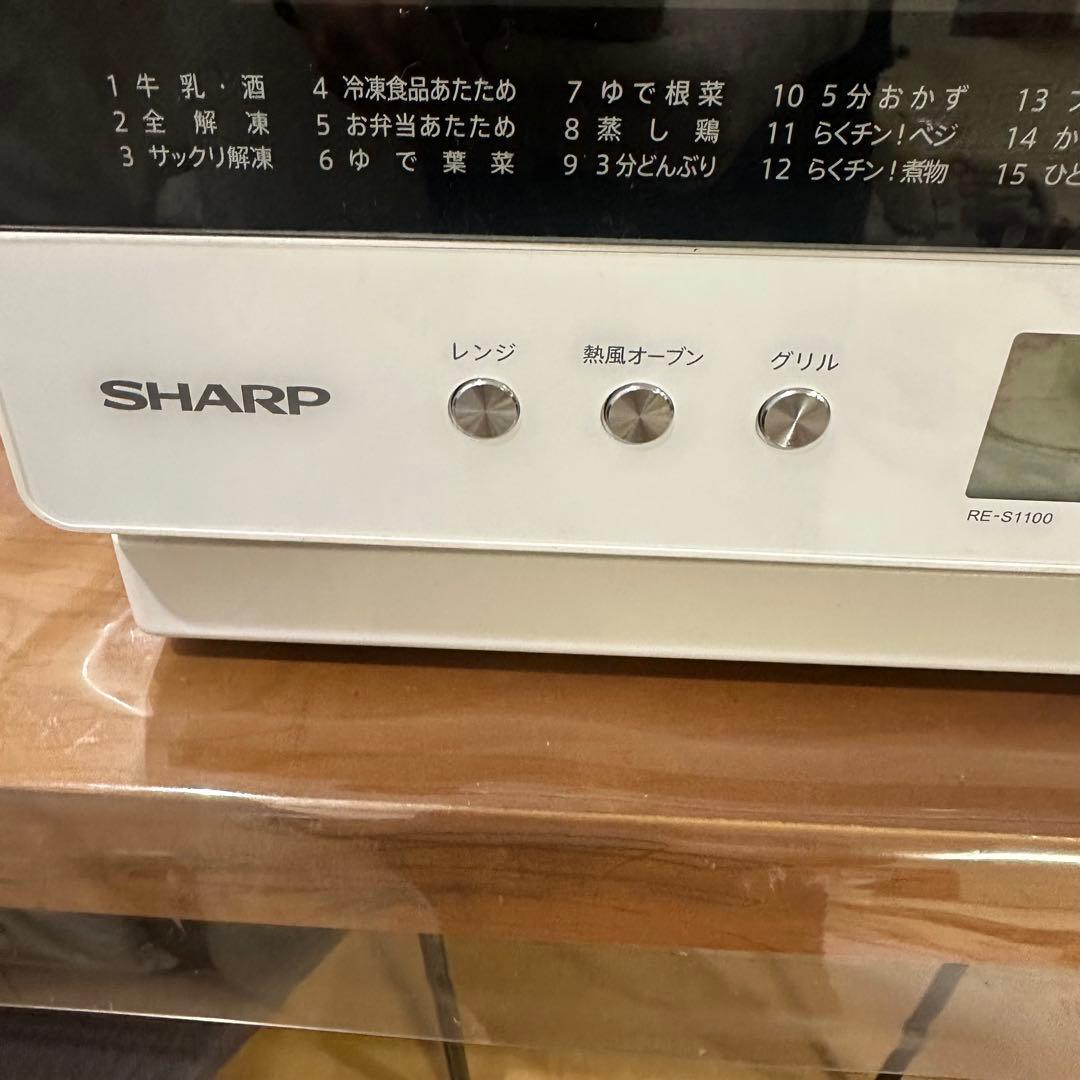 1 牛乳・酒 4 冷凍食品あたため 7 ゆで根菜 10 5分おかず 13
2 全解凍 5 お弁当あたため 8 蒸し鶏 11 らくチン!ベジ 14 か
3 サックリ解凍 6 ゆで葉菜 9 3分どんぶり 12 らくチン!煮物 15 ひと
レンジ 熱風オーブン グリル
SHARP
RE-S1100